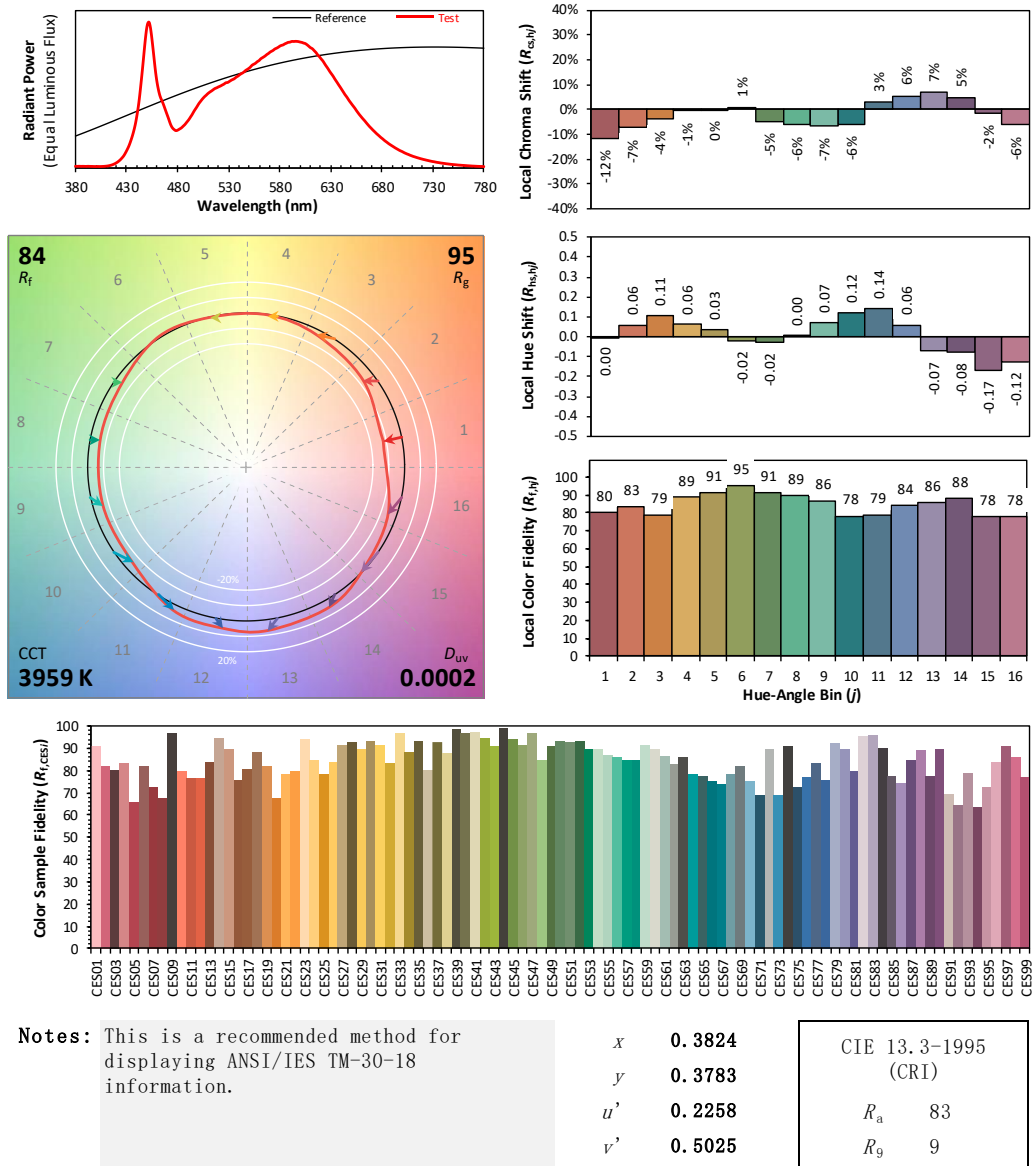 Reference Test
Radiant Power
(Equal Luminous Flux)
380 430 480 530 580 630 680 730 780
Wavelength (nm)
Local Chroma Shift (Rcs,hj)
40%
30%
20%
10%
0%
-10%
-20%
-30%
-40%
-12% -7% -4% -1% 0% 1% -5% -6% -7% -6% 3% 6% 7% 5% -2% -6%
84
Rf
95
Rg
5 4
6 3
7 2
8 1
9 16
10 15
11 14
12 13
-20%
20%
CCT
3959 K
Duv
0.0002
Local Hue Shift (Rhs,hj)
0.5
0.4
0.3
0.2
0.1
0.0
-0.1
-0.2
-0.3
-0.4
-0.5
0.00 0.06 0.11 0.06 0.03 -0.02 -0.02 0.00 0.07 0.12 0.14 0.06 -0.07 -0.08 -0.17 -0.12
Local Color Fidelity (Rf,hj)
100
90
80
70
60
50
40
30
20
10
0
80 83 79 89 91 95 91 89 86 78 79 84 86 88 78 78
1 2 3 4 5 6 7 8 9 10 11 12 13 14 15 16
Hue-Angle Bin (j)
Color Sample Fidelity (Rf,CESi)
100
90
80
70
60
50
40
30
20
10
0
CES01 CES03 CES05 CES07 CES09 CES11 CES13 CES15 CES17 CES19 CES21 CES23 CES25 CES27 CES29 CES31 CES33 CES35 CES37 CES39 CES41 CES43 CES45 CES47 CES49 CES51 CES53 CES55 CES57 CES59 CES61 CES63 CES65 CES67 CES69 CES71 CES73 CES75 CES77 CES79 CES81 CES83 CES85 CES87 CES89 CES91 CES93 CES95 CES97 CES99
Notes: This is a recommended method for
displaying ANSI/IES TM-30-18
information.
x 0.3824
y 0.3783
u' 0.2258
v' 0.5025
CIE 13.3-1995
(CRI)
Ra 83
R9 9